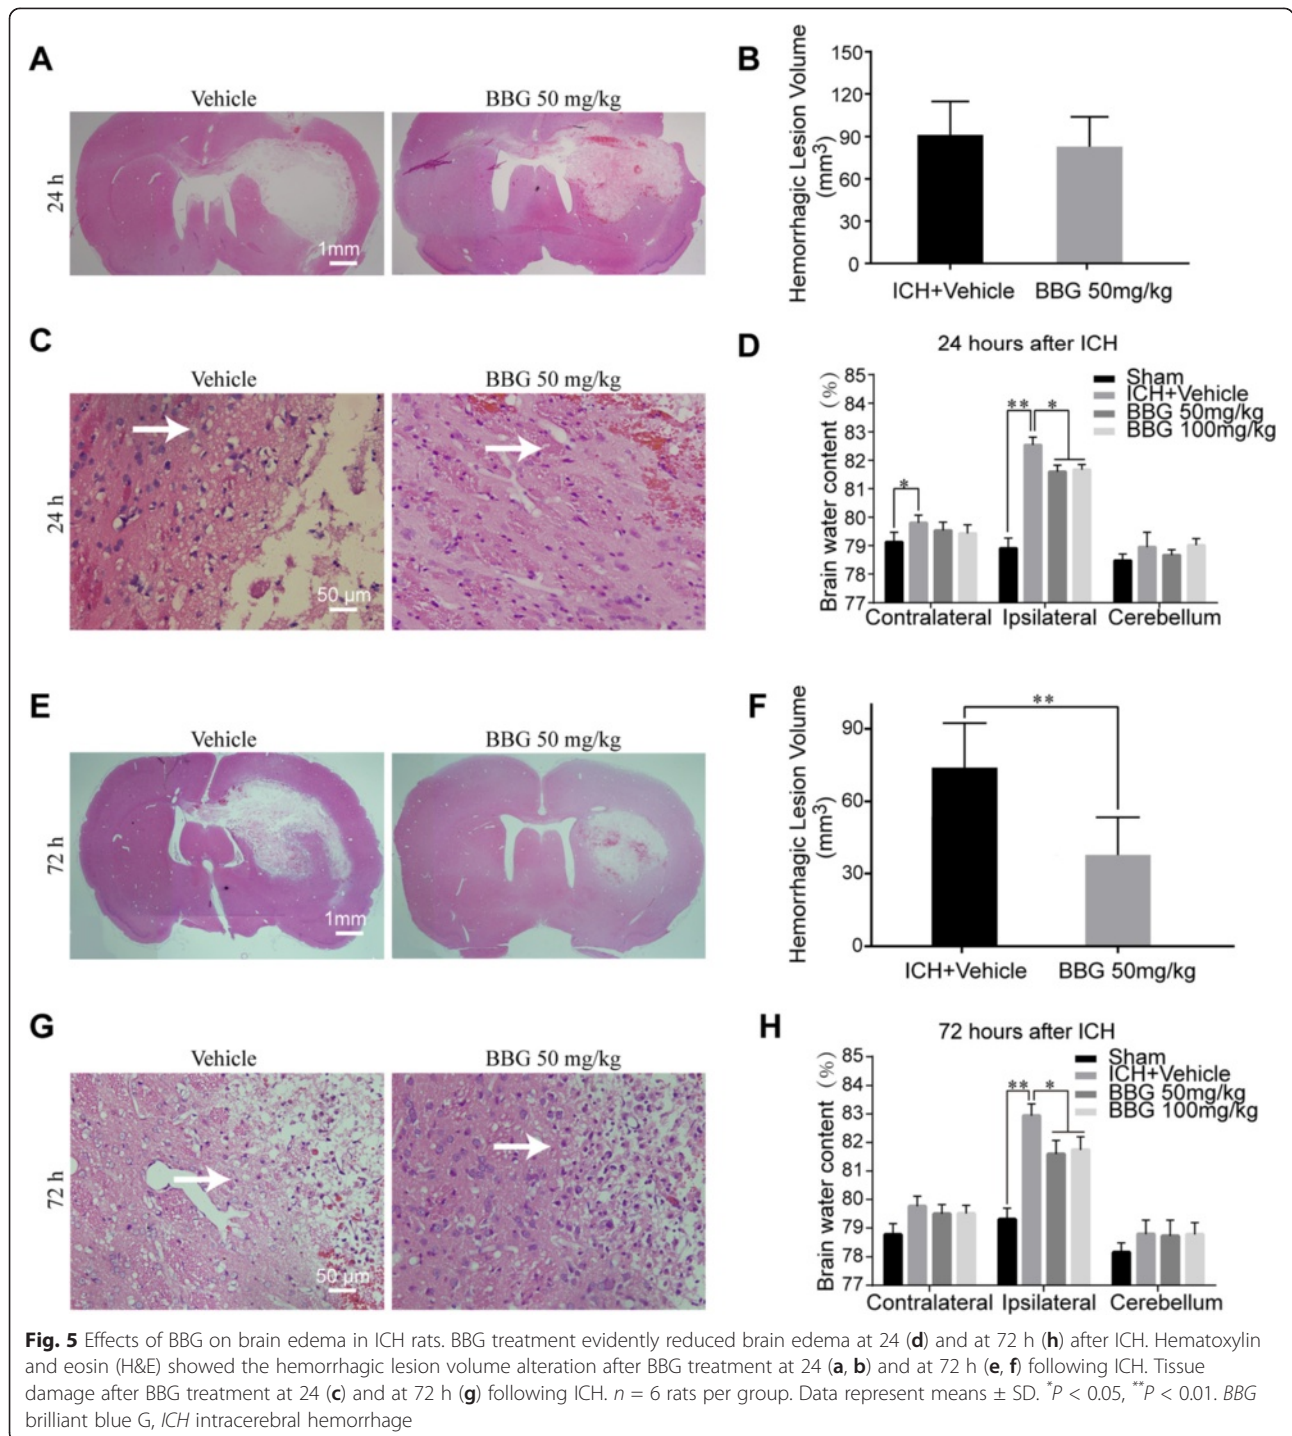 A
Vehicle
BBG 50 mg/kg
24 h
1mm
B
Hemorrhagic Lesion Volume
(mm3)
150
120
90
60
30
0
ICH+Vehicle
BBG 50mg/kg
C
Vehicle
BBG 50 mg/kg
24 h
50 µm
D
24 hours after ICH
Brain water content (%)
85
84
83
82
81
80
79
78
77
Sham
ICH+Vehicle
BBG 50mg/kg
BBG 100mg/kg
*
**
*
Contralateral
Ipsilateral
Cerebellum
E
Vehicle
BBG 50 mg/kg
72 h
1mm
F
Hemorrhagic Lesion Volume
(mm3)
90
60
30
0
**
ICH+Vehicle
BBG 50mg/kg
G
Vehicle
BBG 50 mg/kg
72 h
50 µm
H
72 hours after ICH
Brain water content (%)
85
84
83
82
81
80
79
78
77
Sham
ICH+Vehicle
BBG 50mg/kg
BBG 100mg/kg
**
*
Contralateral
Ipsilateral
Cerebellum
Fig. 5 Effects of BBG on brain edema in ICH rats. BBG treatment evidently reduced brain edema at 24 (d) and at 72 h (h) after ICH. Hematoxylin
and eosin (H&E) showed the hemorrhagic lesion volume alteration after BBG treatment at 24 (a, b) and at 72 h (e, f) following ICH. Tissue
damage after BBG treatment at 24 (c) and at 72 h (g) following ICH. n = 6 rats per group. Data represent means ± SD. *P < 0.05, **P < 0.01. BBG
brilliant blue G, ICH intracerebral hemorrhage